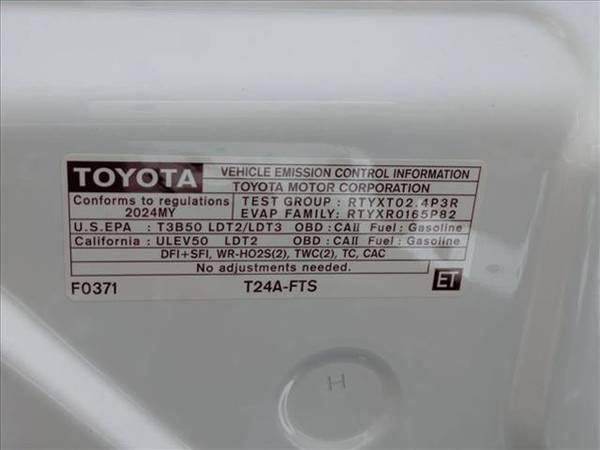 TOYOTA
VEHICLE EMISSION CONTROL INFORMATION
TOYOTA MOTOR CORPORATION
Conforms to regulations
2024MY
TEST GROUP : RTYXT02.4P3R
EVAP FAMILY: RTYXR0165P82
U.S.EPA : T3B50 LDT2/LDT3 OBD : CAII Fuel : Gasoline
California : ULEV50 LDT2 OBD : CAII Fuel : Gasoline
DFI+SFI, WR-HO2S(2), TWC(2), TC, CAC
No adjustments needed.
F0371 T24A-FTS ET
H